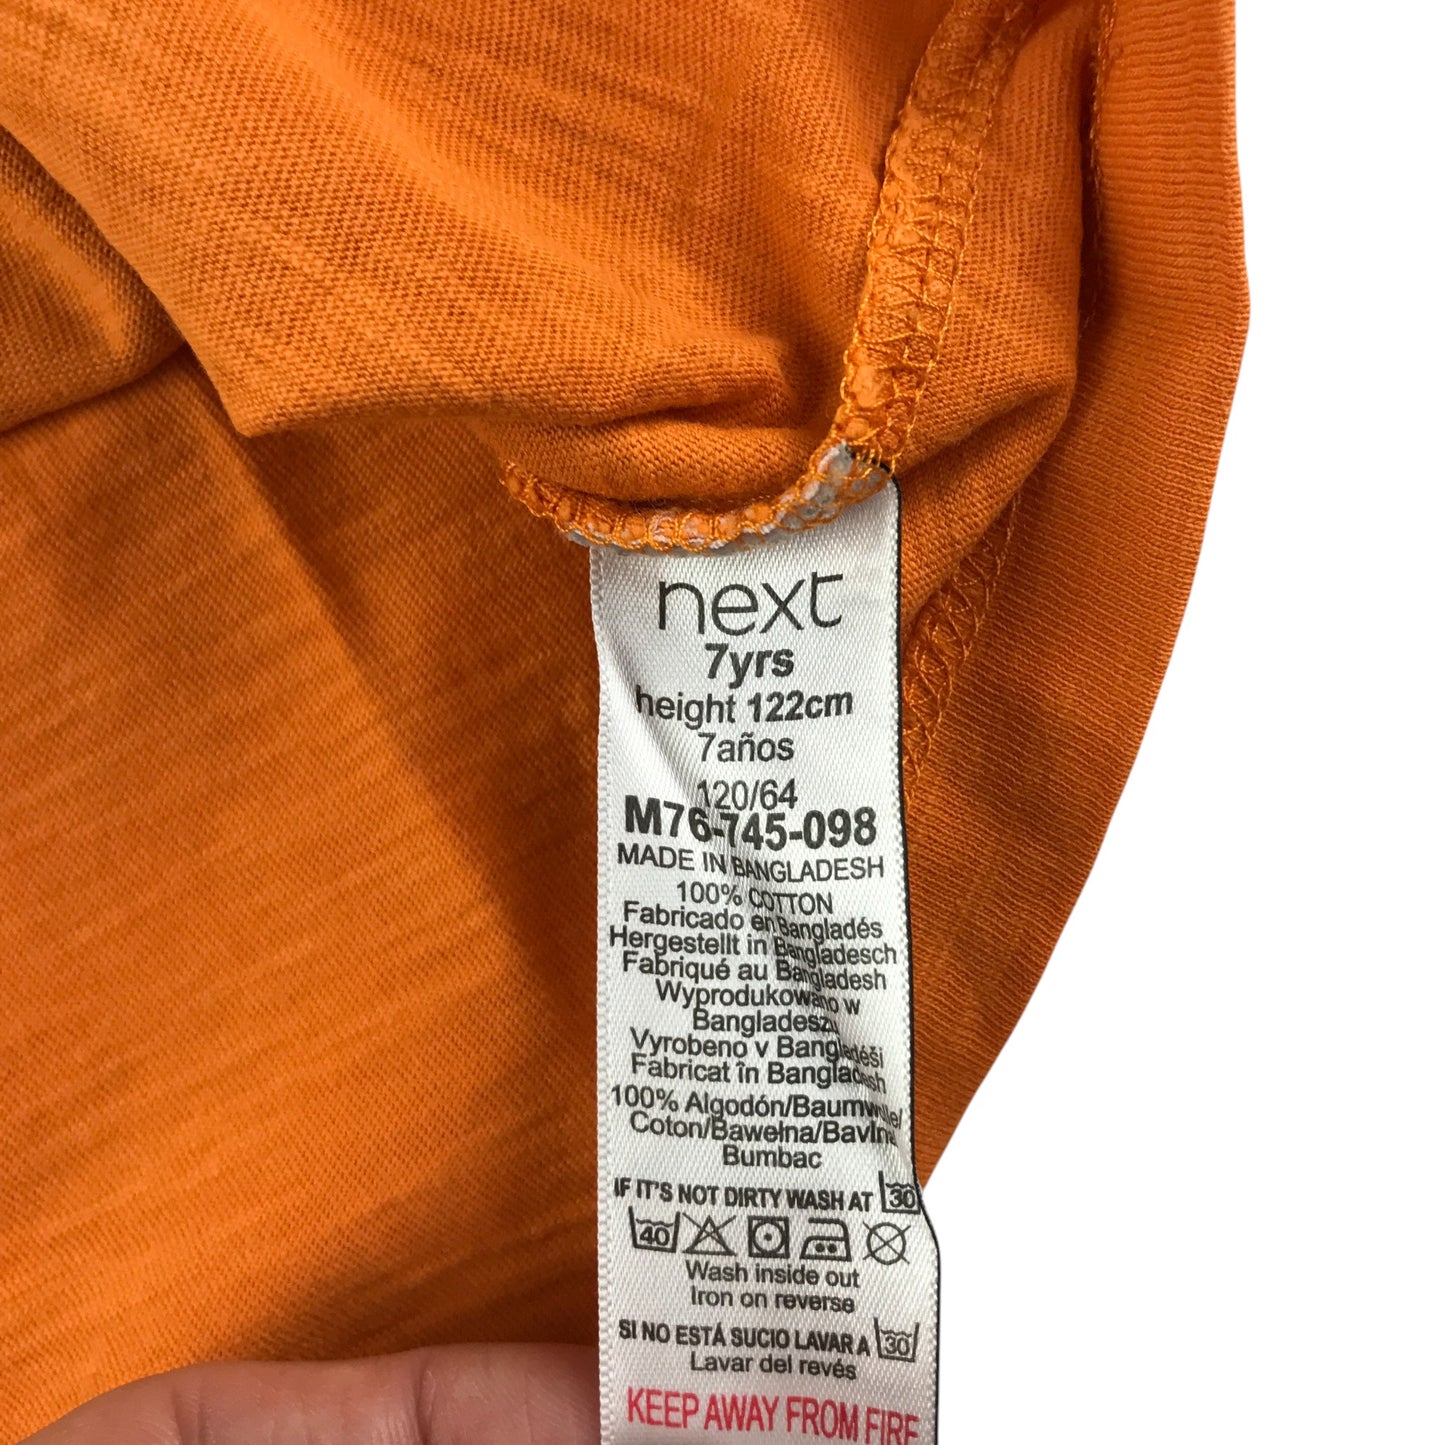 next
7yrs
height 122cm
7años
120/64
M76-745-098
MADE IN BANGLADESH
100% COTTON
Fabricado en Bangladés
Hergestellt in Bangladesch
Fabriqué au Bangladesh
Wyprodukowano w
Bangladeszu
Vyrobeno v Bangladéši
Fabricat în Bangladesh
100% Algodón/Baumwolle/
Coton/Bawełna/Bavlna
Bumbac
IF IT'S NOT DIRTY WASH AT 30
40
Wash inside out
Iron on reverse
SI NO ESTÁ SUCIO LAVAR A 30
Lavar del revés
KEEP AWAY FROM FIRE